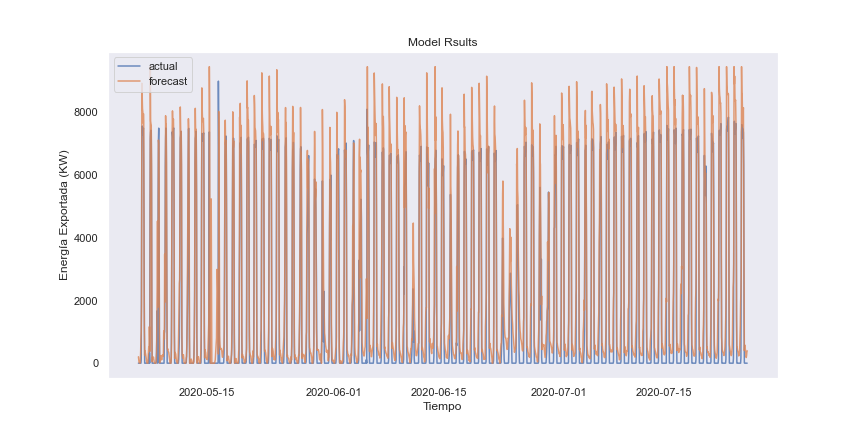 Model Rsults
actual
forecast
Energía Exportada (KW)
8000
6000
4000
2000
0
2020-05-15
2020-06-01
2020-06-15
2020-07-01
2020-07-15
Tiempo